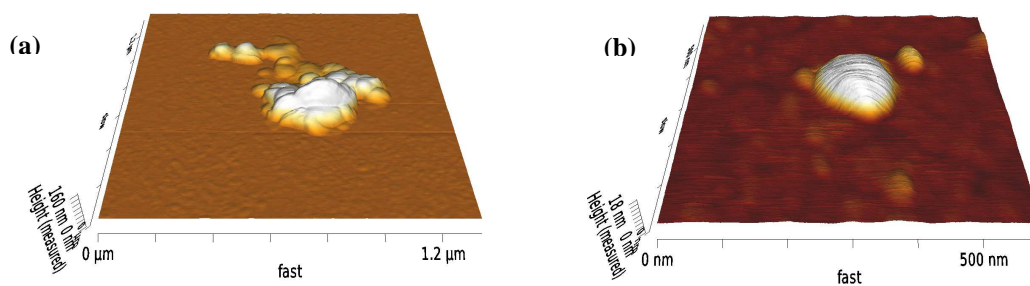 (a)
160 nm 0 nm
Height (measured)
0 µm 1.2 µm
fast
(b)
18 nm 0 nm
Height (measured)
0 nm 500 nm
fast